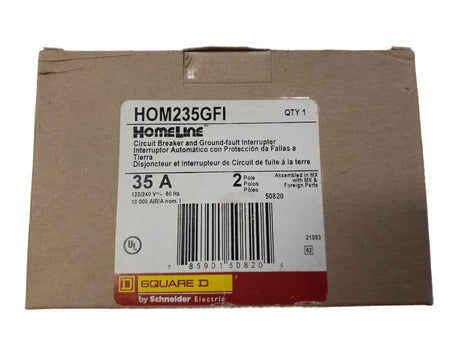 HOM235GFI QTY 1
HOMELINE™
Circuit Breaker and Ground-fault Interrupter
Interruptor Automático con Protección da Fallas a
Tierra
Disjoncteur et interrupteur de Circuit de fuite à la terre
35 A 2 Pole
Polos
Pôles
Assembled in MX
with MX &
Foreign Parts
120/240 V~ 60 Hz
10 000 AIR/A nom. I
50820
21053
62
UL
7 85901 50820 5
SQUARE D
by Schneider Electric